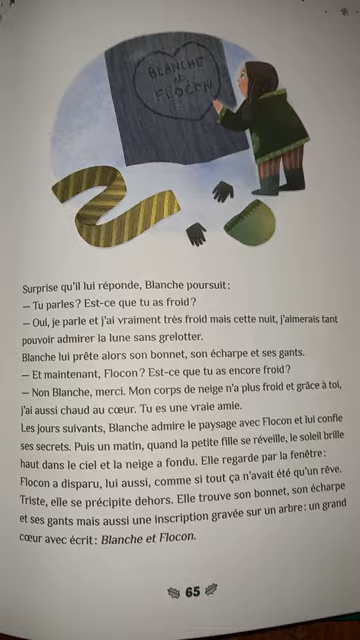 BLANCHE
et
FLOCON
Surprise qu'il lui réponde, Blanche poursuit :
– Tu parles ? Est-ce que tu as froid ?
– Oui, je parle et j'ai vraiment très froid mais cette nuit, j'aimerais tant
pouvoir admirer la lune sans grelotter.
Blanche lui prête alors son bonnet, son écharpe et ses gants.
– Et maintenant, Flocon ? Est-ce que tu as encore froid ?
– Non Blanche, merci. Mon corps de neige n'a plus froid et grâce à toi,
j'ai aussi chaud au cœur. Tu es une vraie amie.
Les jours suivants, Blanche admire le paysage avec Flocon et lui confie
ses secrets. Puis un matin, quand la petite fille se réveille, le soleil brille
haut dans le ciel et la neige a fondu. Elle regarde par la fenêtre :
Flocon a disparu, lui aussi, comme si tout ça n'avait été qu'un rêve.
Triste, elle se précipite dehors. Elle trouve son bonnet, son écharpe
et ses gants mais aussi une inscription gravée sur un arbre : un grand
cœur avec écrit : Blanche et Flocon.
65